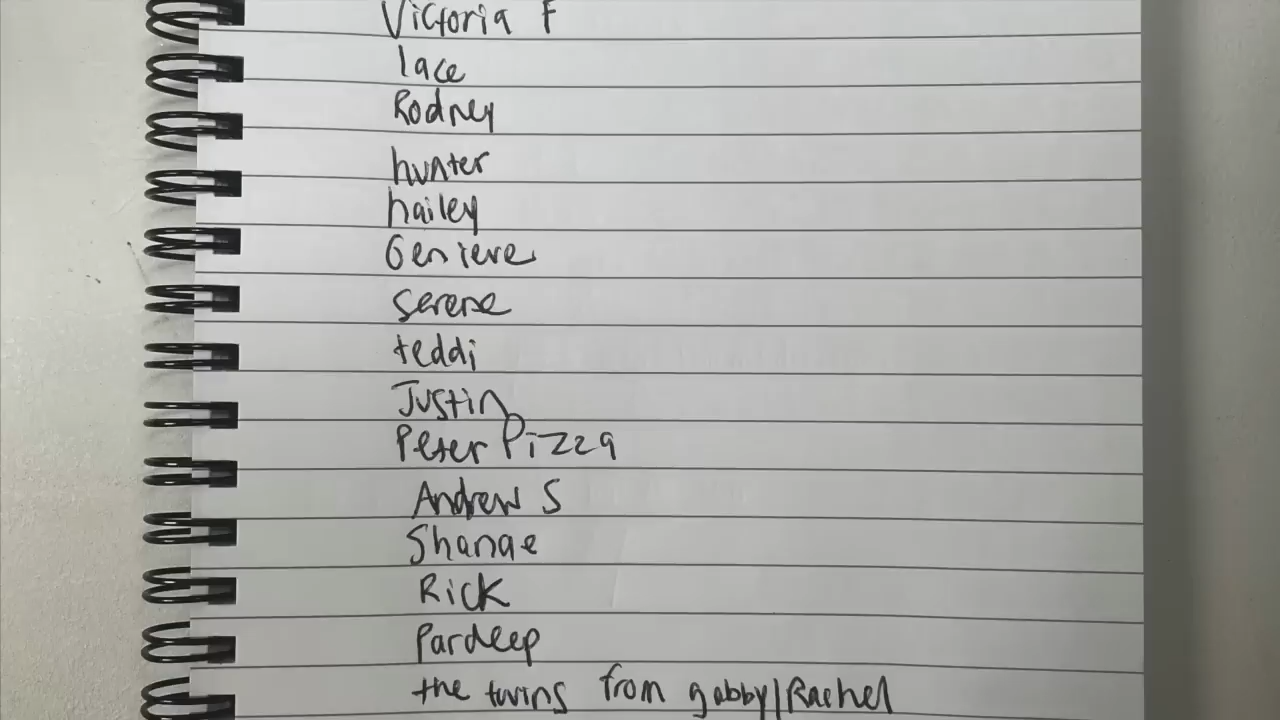 Victoria F
lace
Rodney
hunter
hailey
Genieve
serene
teddi
Justin
Peter Pizza
Andrew S
Shanae
Rick
Pardeep
the twins from gabby/Rachel